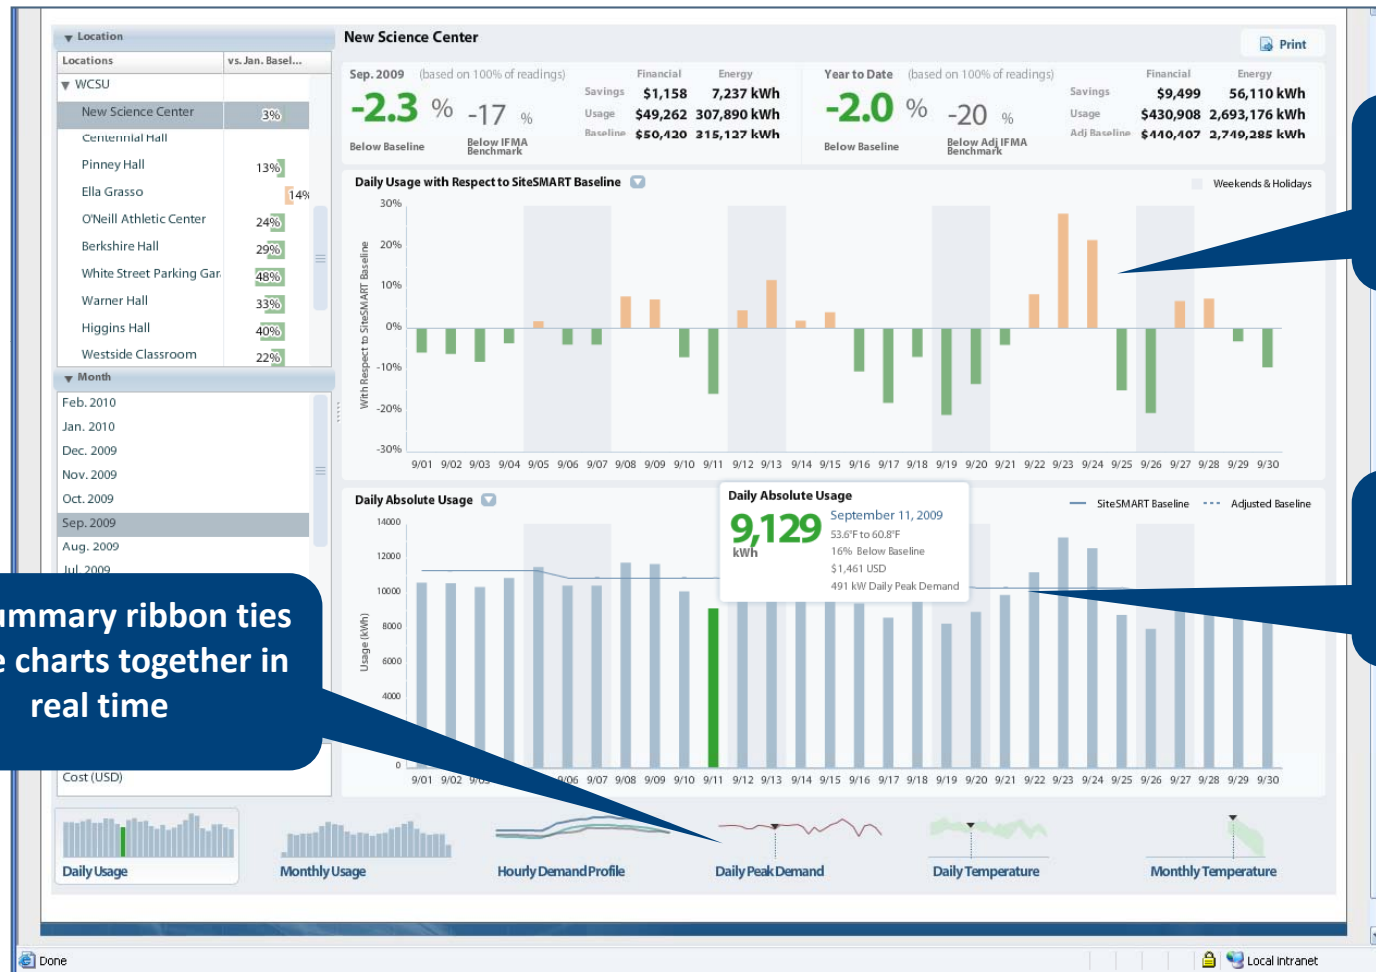 Location
Locations vs. Jan. Basel...
WCSU
New Science Center 3%
Centennial Hall
Pinney Hall 13%
Ella Grasso 14%
O'Neill Athletic Center 24%
Berkshire Hall 29%
White Street Parking Gar 48%
Warner Hall 33%
Higgins Hall 40%
Westside Classroom 22%
Month
Feb. 2010
Jan. 2010
Dec. 2009
Nov. 2009
Oct. 2009
Sep. 2009
Aug. 2009
Jul. 2009
ummary ribbon ties
e charts together in
real time
Cost (USD)
New Science Center
Print
Sep. 2009 (based on 100% of readings) Financial Energy
-2.3 % -17 %
Below Baseline Below IFMA
Benchmark
Savings $1,158 7,237 kWh
Usage $49,262 307,890 kWh
Baseline $50,420 315,127 kWh
Year to Date (based on 100% of readings) Financial Energy
-2.0 % -20 %
Below Baseline Below Adj IFMA
Benchmark
Savings $9,499 56,110 kWh
Usage $430,908 2,693,176 kWh
Adj Baseline $440,407 2,749,285 kWh
Daily Usage with Respect to SiteSMART Baseline
Weekends & Holidays
With Respect to SiteSMART Baseline
30%
20%
10%
0%
-10%
-20%
-30%
9/01 9/02 9/03 9/04 9/05 9/06 9/07 9/08 9/09 9/10 9/11 9/12 9/13 9/14 9/15 9/16 9/17 9/18 9/19 9/20 9/21 9/22 9/23 9/24 9/25 9/26 9/27 9/28 9/29 9/30
Daily Absolute Usage
SiteSMART Baseline Adjusted Baseline
Daily Absolute Usage
9,129
kWh
September 11, 2009
53.6°F to 60.8°F
16% Below Baseline
$1,461 USD
491 kW Daily Peak Demand
Usage (kWh)
14000
12000
10000
8000
6000
4000
0
9/01 9/02 9/03 9/06 9/07 9/08 9/09 9/10 9/11 9/12 9/13 9/14 9/15 9/16 9/17 9/18 9/19 9/20 9/21 9/22 9/23 9/24 9/25 9/26 9/27 9/28 9/29 9/30
Daily Usage
Monthly Usage
Hourly Demand Profile
Daily Peak Demand
Daily Temperature
Monthly Temperature
Done
Local intranet